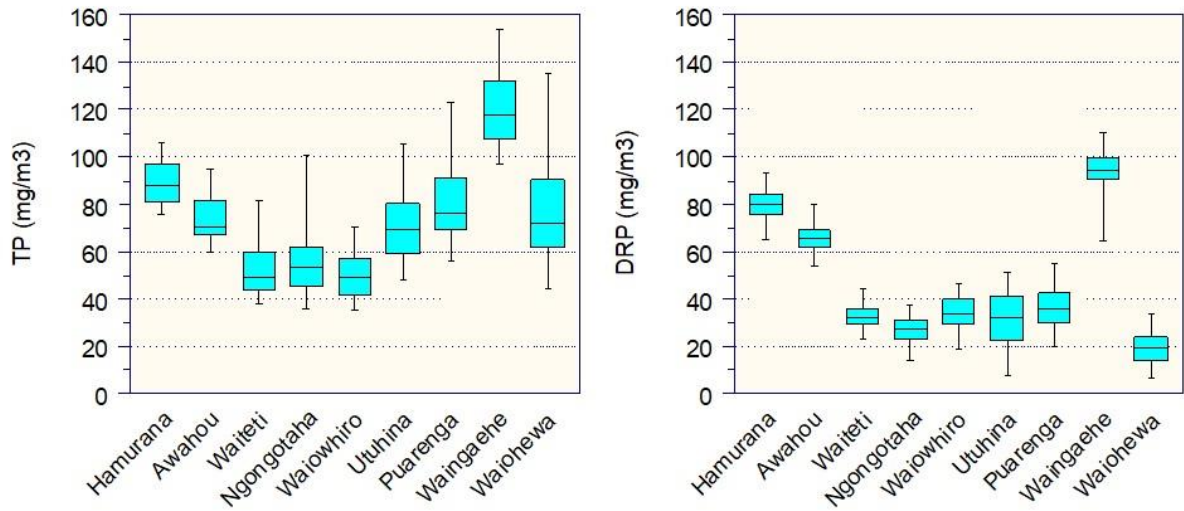 TP (mg/m3)
160
140
120
100
80
60
40
20
0
Hamurana
Awahou
Waiteti
Ngongotaha
Waiowhiro
Utuhina
Puarenga
Waingaehe
Waiohewa
DRP (mg/m3)
160
140
120
100
80
60
40
20
0
Hamurana
Awahou
Waiteti
Ngongotaha
Waiowhiro
Utuhina
Puarenga
Waingaehe
Waiohewa